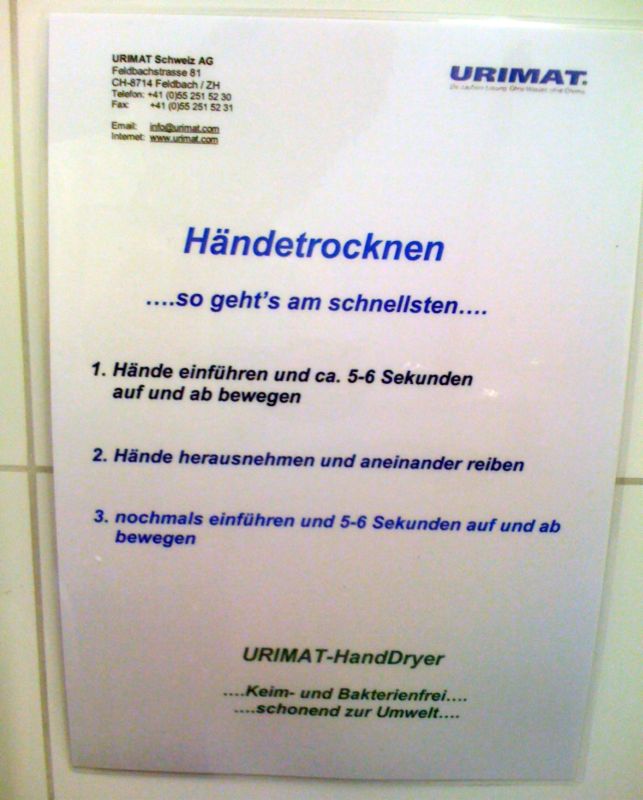 URIMAT Schweiz AG
Feldbachstrasse 81
CH-8714 Feldbach / ZH
Telefon: +41 (0)55 251 52 30
Fax: +41 (0)55 251 52 31
Email: info@urimat.com
Internet: www.urimat.com
URIMAT®
Händetrocknen
....so geht's am schnellsten....
1. Hände einführen und ca. 5-6 Sekunden
auf und ab bewegen
2. Hände herausnehmen und aneinander reiben
3. nochmals einführen und 5-6 Sekunden auf und ab
bewegen
URIMAT-HandDryer
....Keim- und Bakterienfrei....
....schonend zur Umwelt....